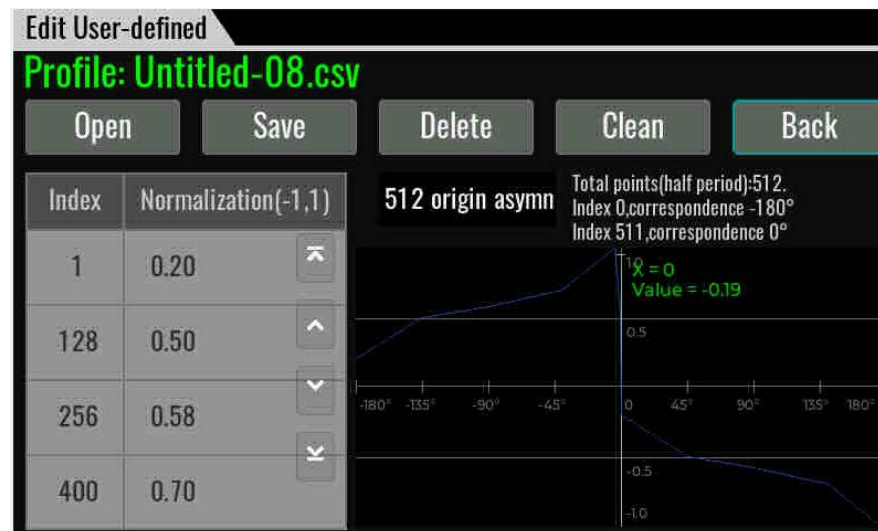 Edit User-defined
Profile: Untitled-08.csv
Open Save Delete Clean Back
Index Normalization(-1,1)
1 0.20
128 0.50
256 0.58
400 0.70
512 origin asymn
Total points(half period):512.
Index 0,correspondence -180°
Index 511,correspondence 0°
1.0
X = 0
Value = -0.19
0.5
-180° -135° -90° -45° 0 45° 90° 135° 180°
-0.5
-1.0